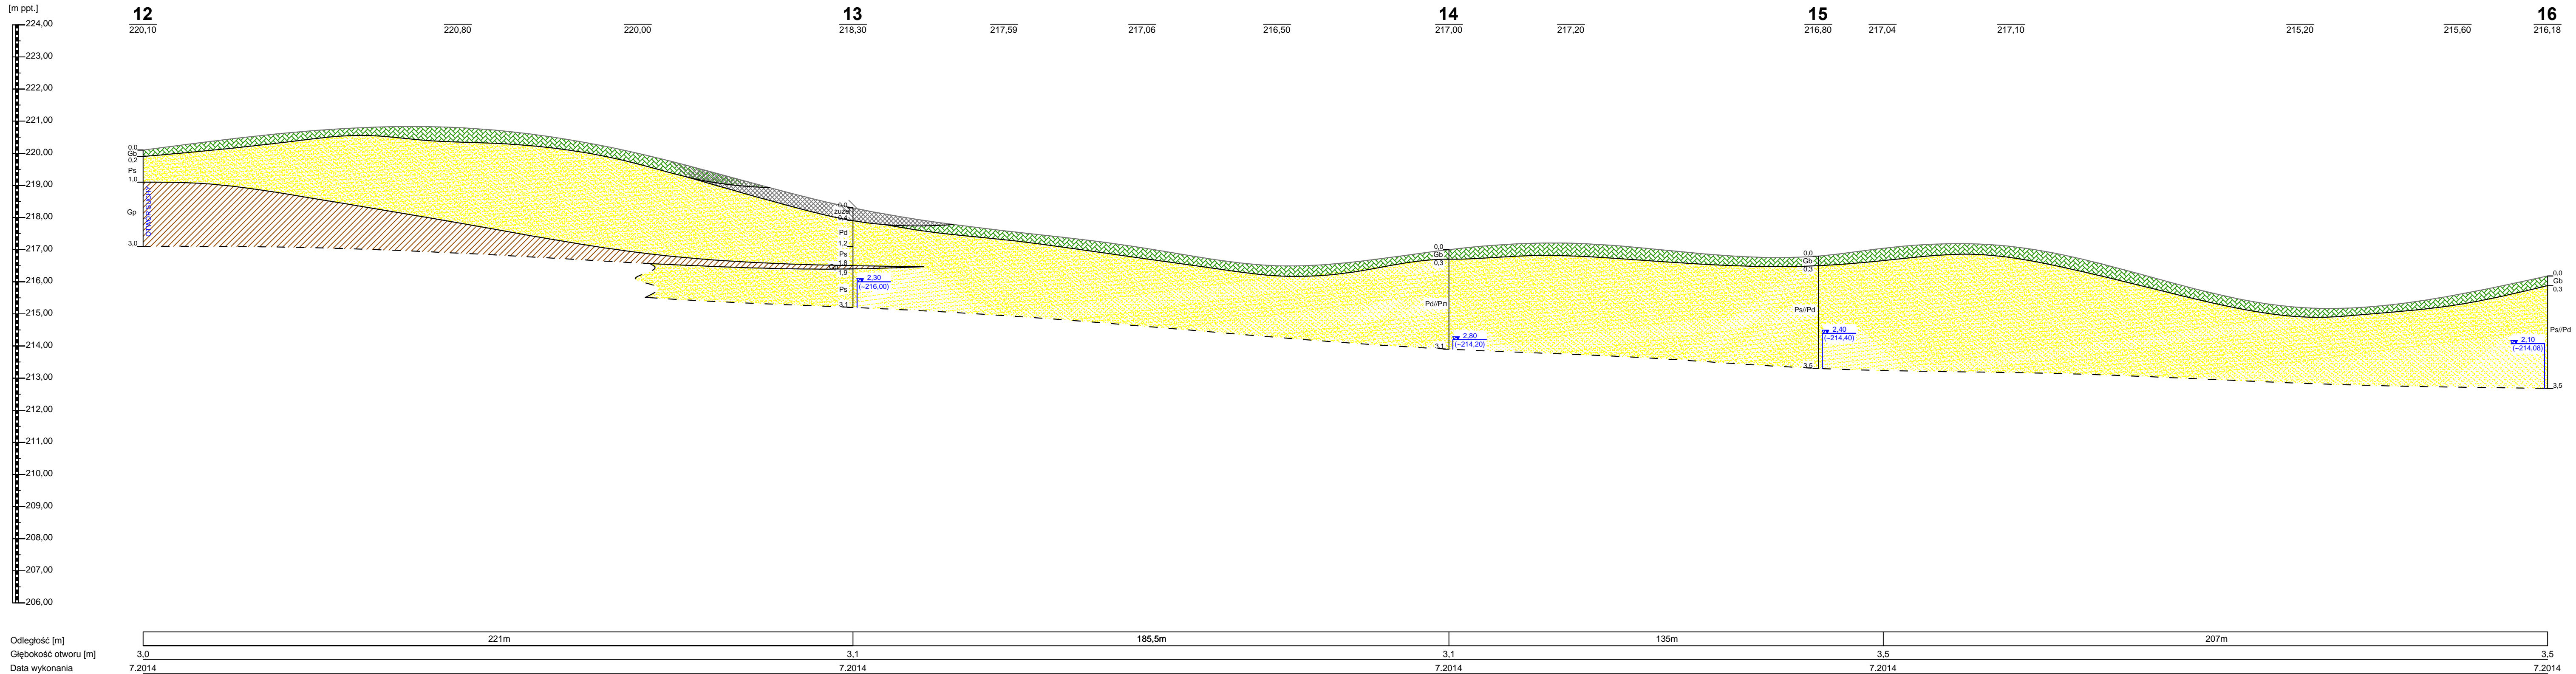 [m ppt.]
12 13 14 15 16
220,10 220,80 220,00 218,30 217,59 217,06 216,50 217,00 217,20 216,80 217,04 217,10 215,20 215,60 216,18
224,00
223,00
222,00
221,00
220,00
219,00
218,00
217,00
216,00
215,00
214,00
213,00
212,00
211,00
210,00
209,00
208,00
207,00
206,00
0,0
Gb
0,2
Ps
1,0
Gp
3,0
0,0
żużel
0,4
Pd
1,2
Ps
1,8
Gp
1,9
Ps
3,1
2,30
(~216,00)
0,0
Gb
0,3
Pd//Pπ
3,1
2,80
(~214,20)
0,0
Gb
0,3
Ps//Pd
3,5
2,40
(~214,40)
0,0
Gb
0,3
Ps//Pd
3,5
2,10
(~214,08)
Odległość [m] 221m 185,5m 135m 207m
Głębokość otworu [m] 3,0 3,1 3,1 3,5 3,5
Data wykonania 7.2014 7.2014 7.2014 7.2014 7.2014